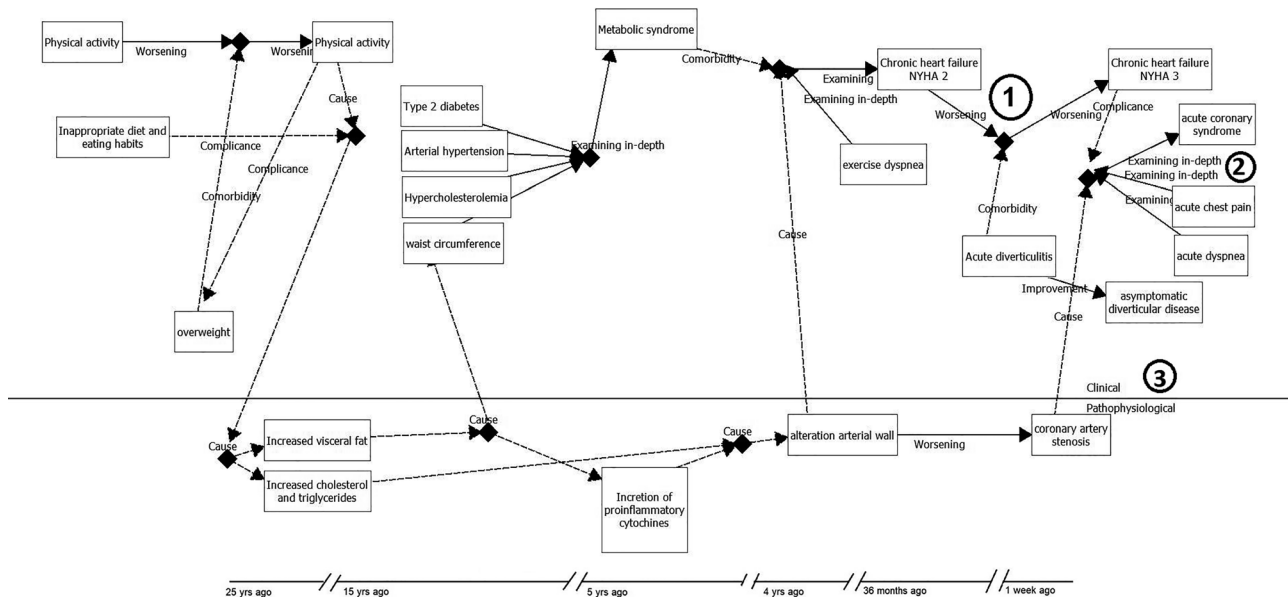 Physical activity
Worsening
Worsening
Physical activity
Cause
Inappropriate diet and
eating habits
Complicance
Complicance
Comorbidity
overweight
Metabolic syndrome
Comorbidity
Type 2 diabetes
Arterial hypertension
Hypercholesterolemia
waist circumference
Examining in-depth
Examining
Examining in-depth
exercise dyspnea
Chronic heart failure
NYHA 2
1
Worsening
Worsening
Chronic heart failure
NYHA 3
Complicance
acute coronary
syndrome
Examining in-depth
Examining in-depth
2
Examining
acute chest pain
acute dyspnea
Comorbidity
Acute diverticulitis
Improvement
asymptomatic
diverticular disease
Cause
Cause
3
Clinical
Pathophysiological
Cause
Increased visceral fat
Increased cholesterol
and triglycerides
Cause
Incretion of
proinflammatory
cytochines
Cause
alteration arterial wall
Worsening
coronary artery
stenosis
25 yrs ago
15 yrs ago
5 yrs ago
4 yrs ago
36 months ago
1 week ago